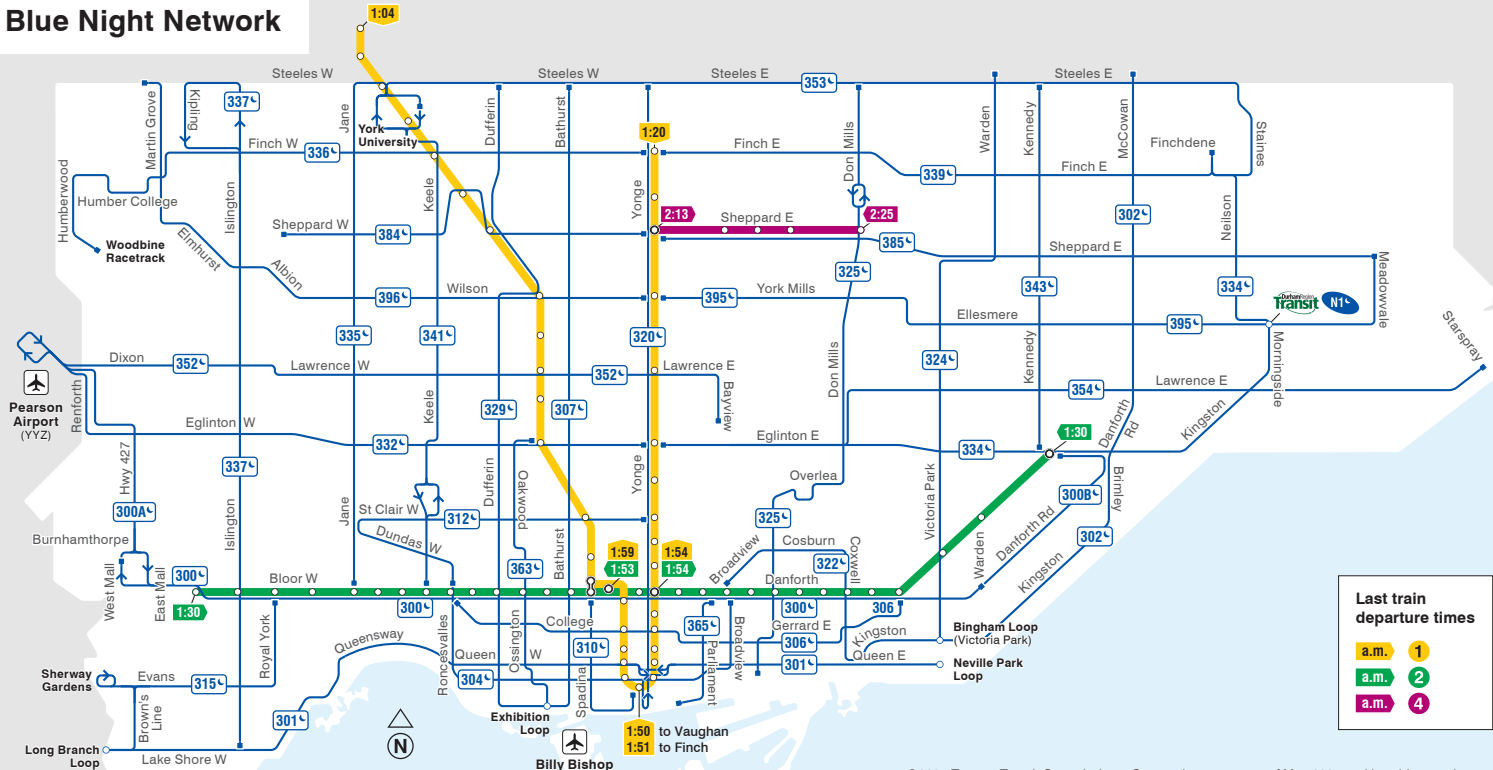 Blue Night Network
1:04
Steeles W
Steeles W
Steeles E
353
Steeles E
Martin Grove
Kipling
337
Jane
York
University
Dufferin
Bathurst
1:20
Don Mills
Warden
Kennedy
McCowan
Finchdene
Staines
Finch W
336
Finch E
Finch E
339
Humberwood
Humber College
Islington
Keele
Yonge
302
Neilson
Woodbine
Racetrack
Elmhurst
Sheppard W
384
2:13
Sheppard E
2:25
385
Sheppard E
Meadowvale
Albion
396
Wilson
395
York Mills
325
343
334
DurhamRegion
Transit
N1
Ellesmere
395
Starspray
335
341
320
Dixon
352
Lawrence W
352
Lawrence E
324
Kennedy
354
Lawrence E
Morningside
Pearson
Airport
(YYZ)
Renforth
Keele
329
307
Bayview
Don Mills
Danforth
Rd
Kingston
Eglinton W
332
Eglinton E
334
1:30
Hwy 427
337
Dufferin
Oakwood
Yonge
Overlea
Victoria Park
300B
Brimley
300A
Islington
Jane
St Clair W
312
325
Danforth Rd
302
Burnhamthorpe
Dundas W
Bathurst
1:59
1:53
1:54
1:54
Broadview
Cosburn
322
Coxwell
Warden
Kingston
West Mall
East Mall
300
Bloor W
363
Danforth
1:30
300
300
306
Royal York
Queensway
Roncesvalles
College
Ossington
310
365
Parliament
Broadview
Gerrard E
306
Kingston
Bingham Loop
(Victoria Park)
Queen W
304
Spadina
301
Queen E
Neville Park
Loop
Sherway
Gardens
Evans
315
Brown's
Line
301
Exhibition
Loop
1:50 to Vaughan
1:51 to Finch
N
Long Branch
Loop
Lake Shore W
Billy Bishop
Last train
departure times
a.m. 1
a.m. 2
a.m. 4